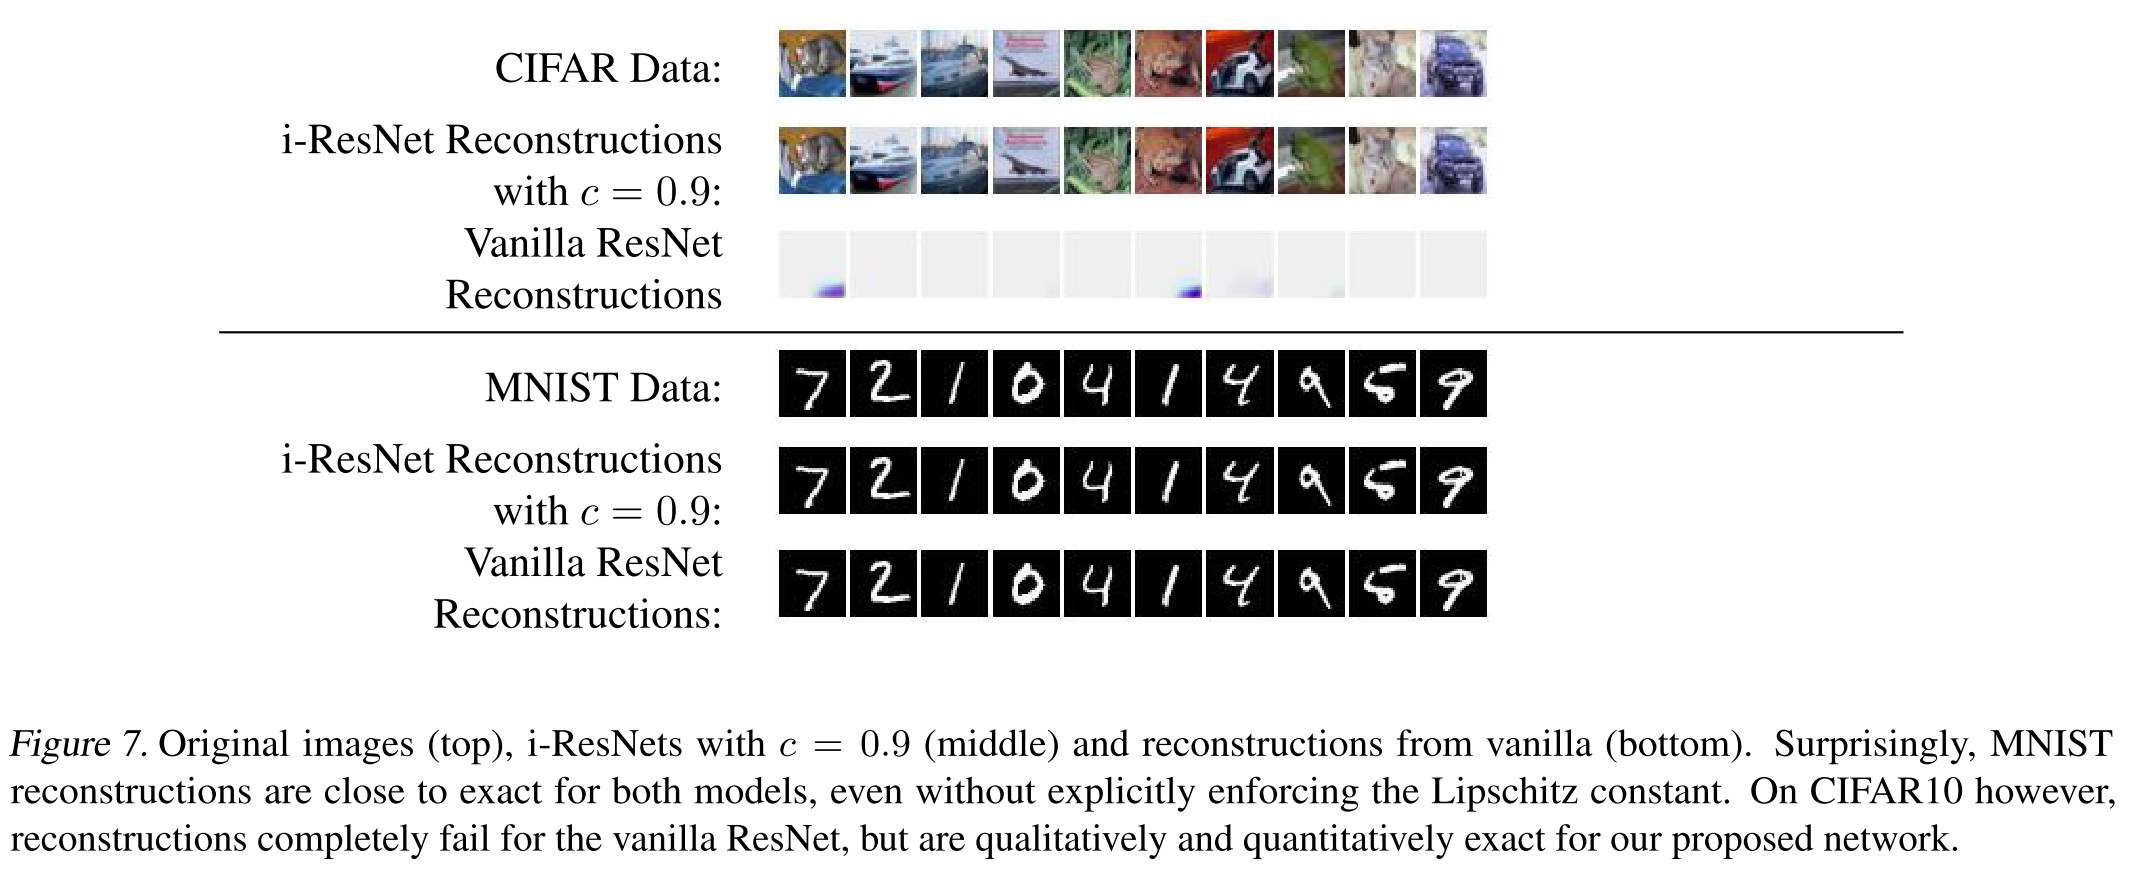 CIFAR Data:
i-ResNet Reconstructions
with c = 0.9:
Vanilla ResNet
Reconstructions
MNIST Data:
7 2 1 0 4 1 4 9 5 9
i-ResNet Reconstructions
with c = 0.9:
7 2 1 0 4 1 4 9 5 9
Vanilla ResNet
Reconstructions:
7 2 1 0 4 1 4 9 5 9
Figure 7. Original images (top), i-ResNets with c = 0.9 (middle) and reconstructions from vanilla (bottom). Surprisingly, MNIST
reconstructions are close to exact for both models, even without explicitly enforcing the Lipschitz constant. On CIFAR10 however,
reconstructions completely fail for the vanilla ResNet, but are qualitatively and quantitatively exact for our proposed network.